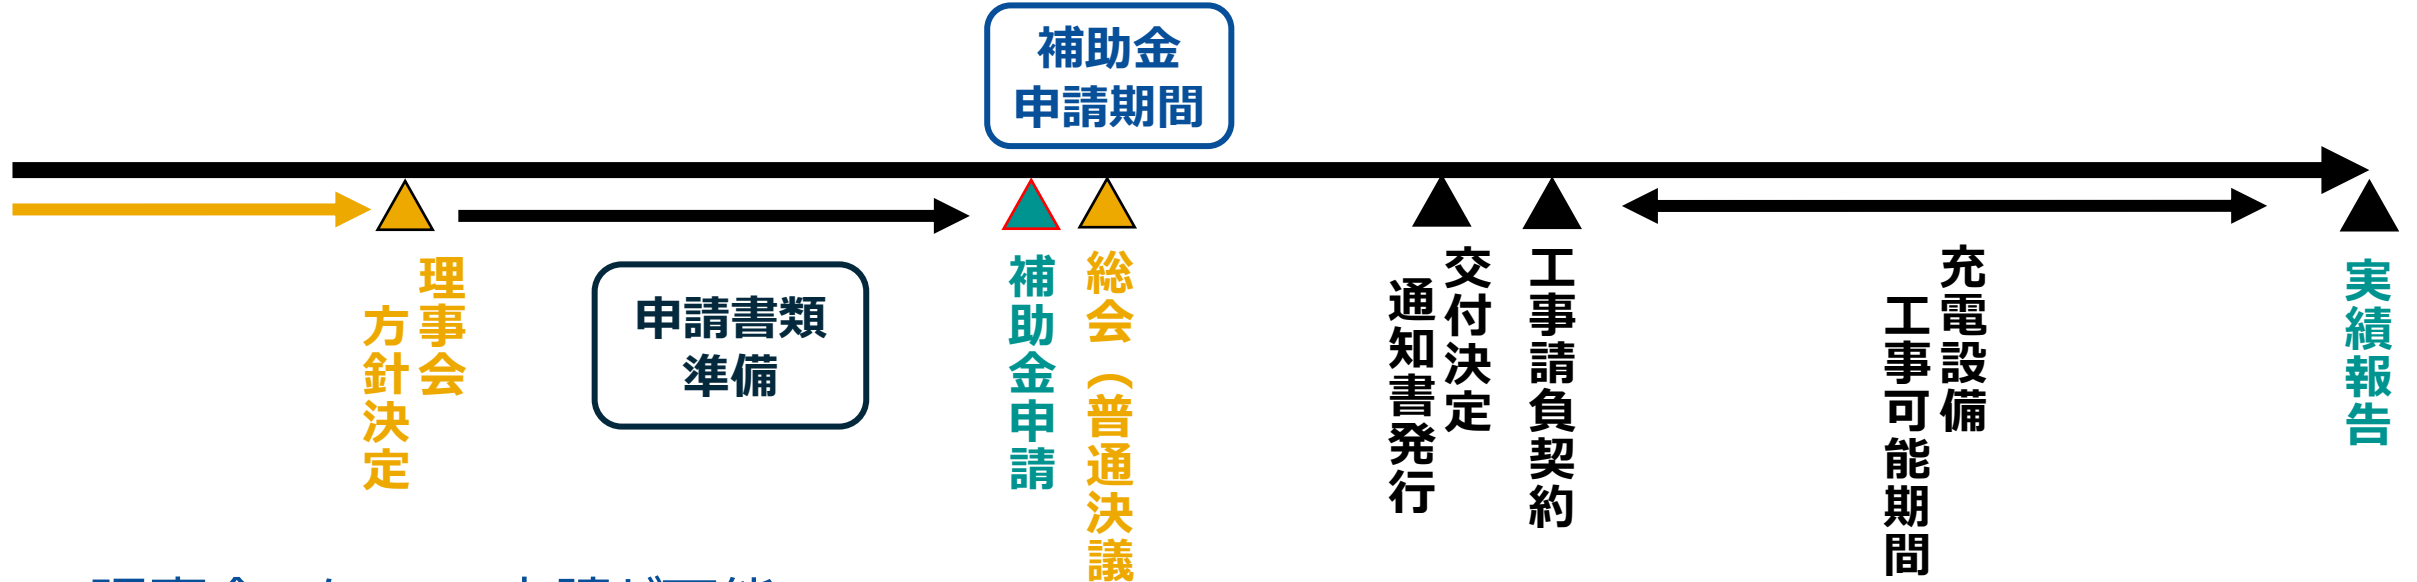 補助金
申請期間
理事会
方針決定
申請書類
準備
補助金申請
総会（普通決議
交付決定
通知書発行
工事請負契約
充電設備
工事可能期間
実績報告